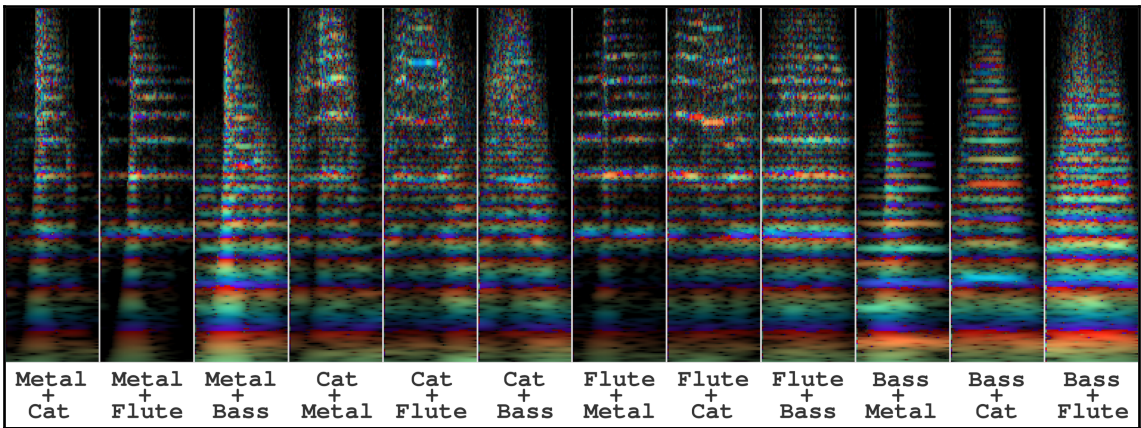 Metal
+
Cat
Metal
+
Flute
Metal
+
Bass
Cat
+
Metal
Cat
+
Flute
Cat
+
Bass
Flute
+
Metal
Flute
+
Cat
Flute
+
Bass
Bass
+
Metal
Bass
+
Cat
Bass
+
Flute